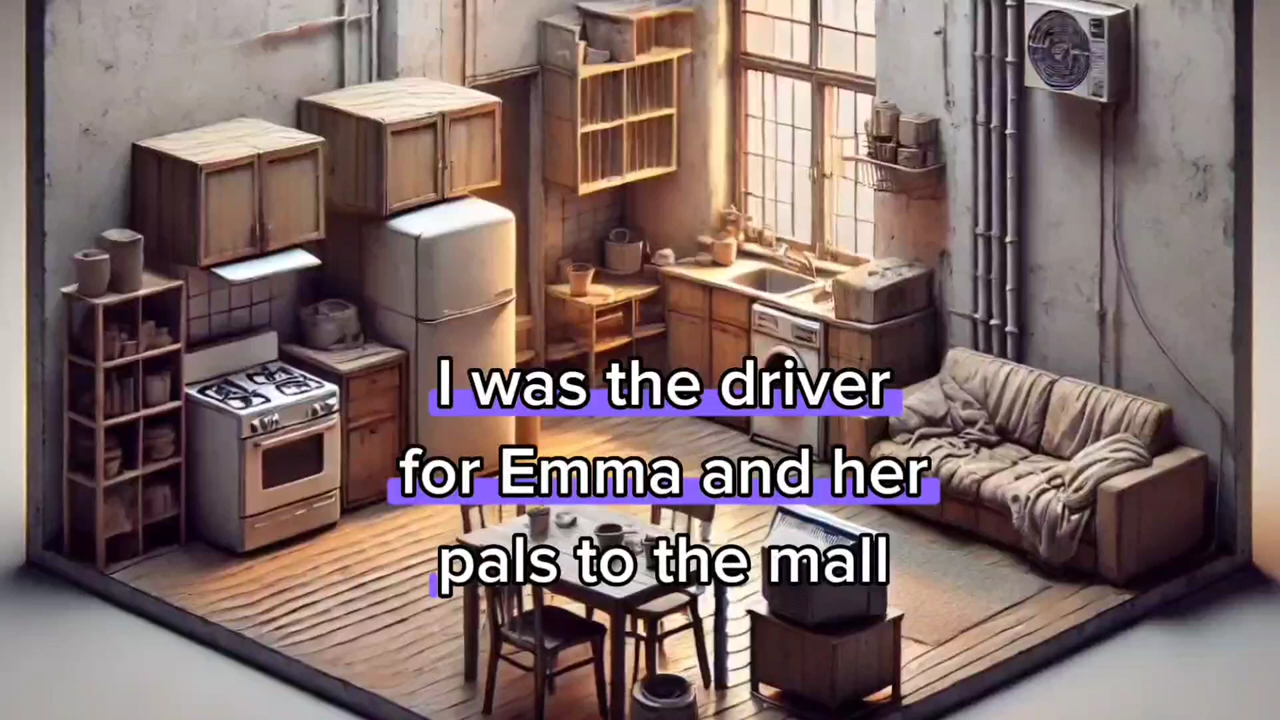 I was the driver
for Emma and her
pals to the mall